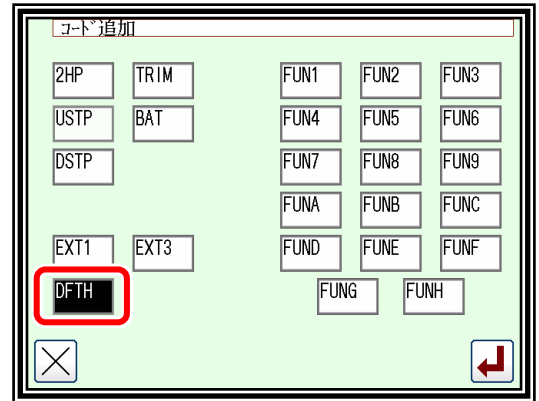 コード追加
2HP TRIM FUN1 FUN2 FUN3
USTP BAT FUN4 FUN5 FUN6
DSTP FUN7 FUN8 FUN9
FUNA FUNB FUNC
EXT1 EXT3 FUND FUNE FUNF
DFTH FUNG FUNH